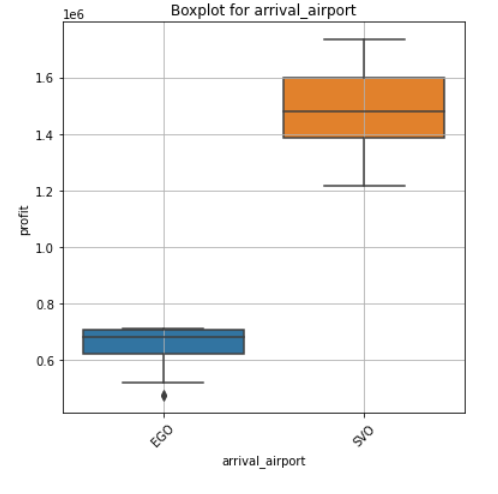 Boxplot for arrival_airport
1e6
1.6
1.4
1.2
1.0
0.8
0.6
profit
EGO
SVO
arrival_airport